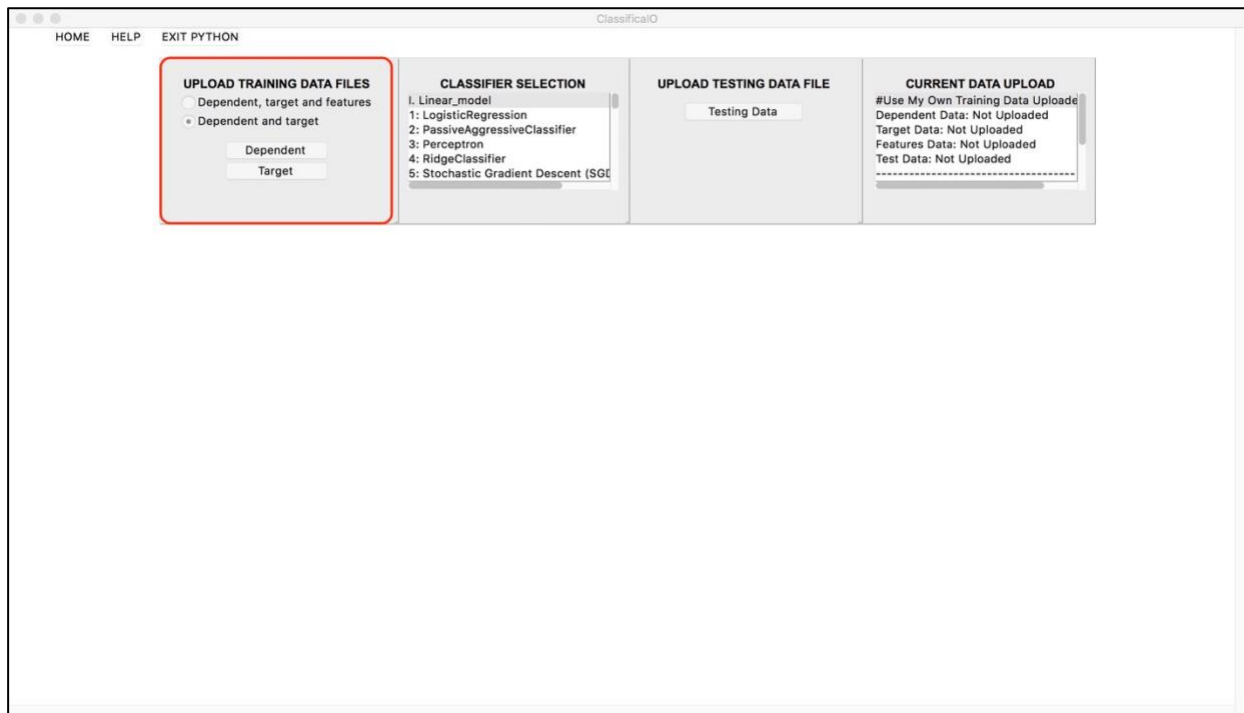 ClassificaIO
HOME HELP EXIT PYTHON
UPLOAD TRAINING DATA FILES
Dependent, target and features
Dependent and target
Dependent
Target
CLASSIFIER SELECTION
I. Linear_model
1: LogisticRegression
2: PassiveAggressiveClassifier
3: Perceptron
4: RidgeClassifier
5: Stochastic Gradient Descent (SGD
UPLOAD TESTING DATA FILE
Testing Data
CURRENT DATA UPLOAD
#Use My Own Training Data Uploade
Dependent Data: Not Uploaded
Target Data: Not Uploaded
Features Data: Not Uploaded
Test Data: Not Uploaded
-----------------------------------